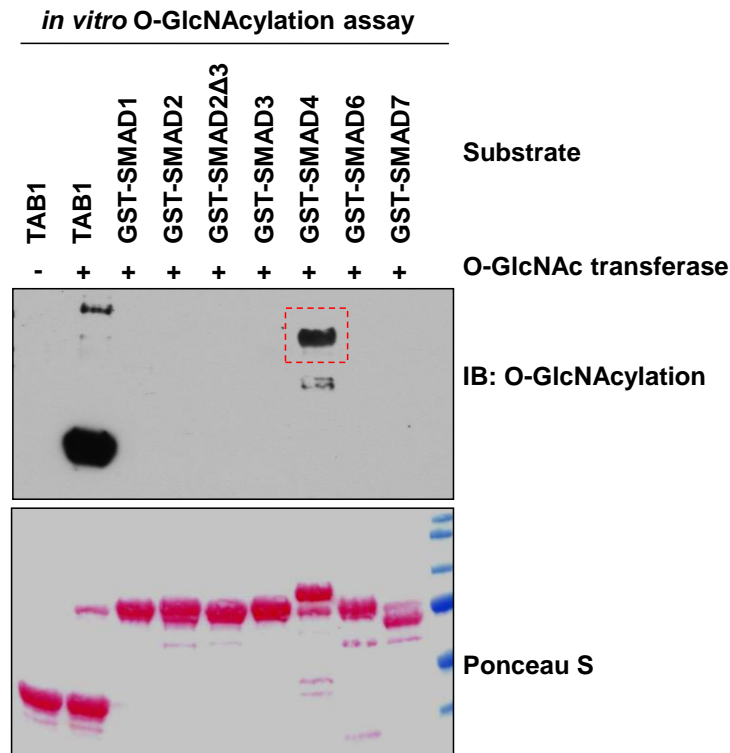 in vitro O-GlcNAcylation assay
TAB1
TAB1
GST-SMAD1
GST-SMAD2
GST-SMAD2Δ3
GST-SMAD3
GST-SMAD4
GST-SMAD6
GST-SMAD7
Substrate
- + + + + + + + + O-GlcNAc transferase
IB: O-GlcNAcylation
Ponceau S